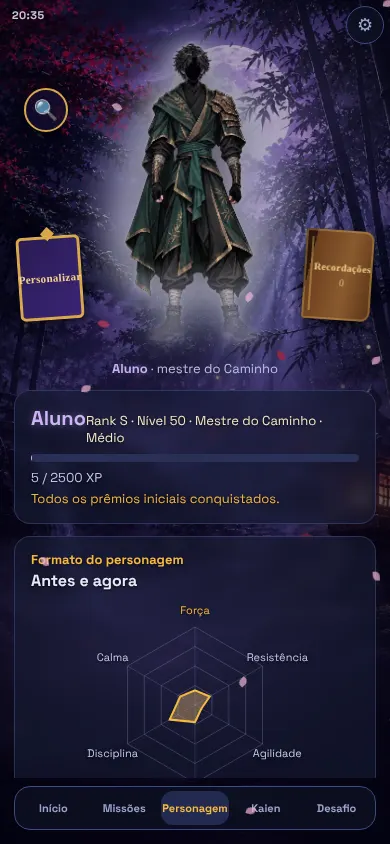 20:35
Personalizar
Recordações
0
Aluno · mestre do Caminho
Aluno Rank S · Nível 50 · Mestre do Caminho ·
Médio
5 / 2500 XP
Todos os prêmios iniciais conquistados.
Formato do personagem
Antes e agora
Força
Calma
Resistência
Disciplina
Agilidade
Início
Missões
Personagem
Kaien
Desafio